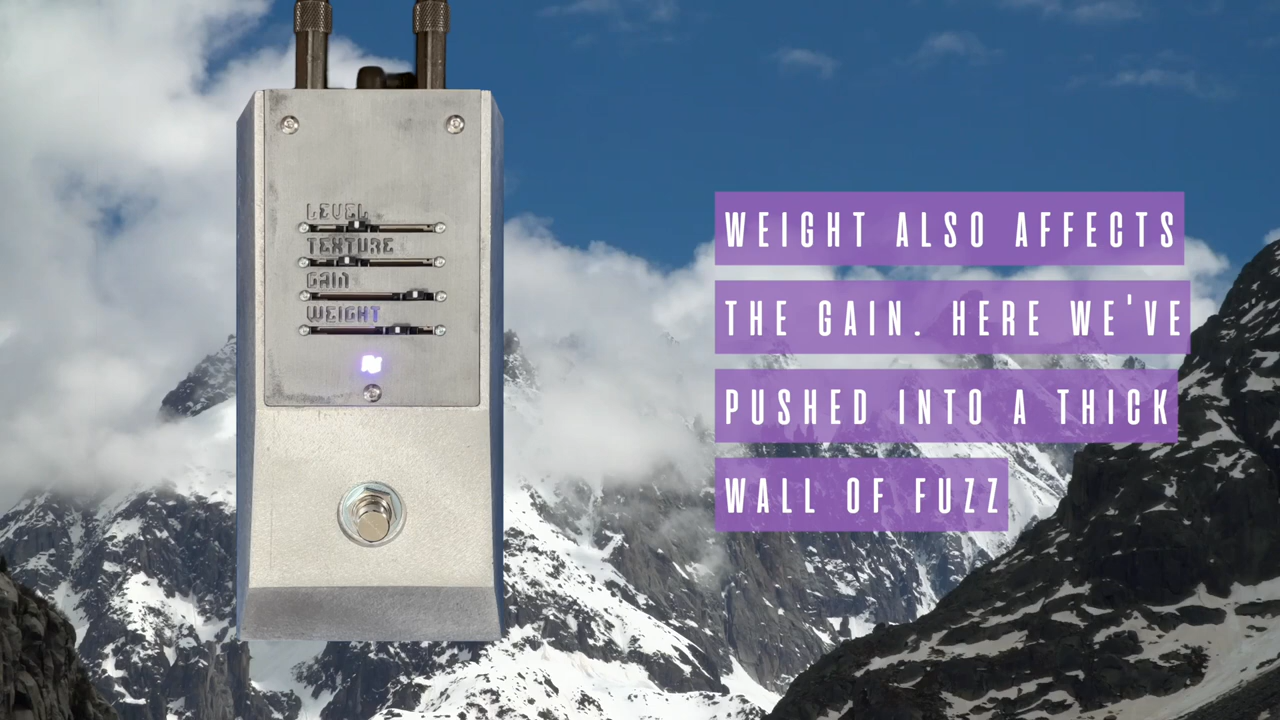 LEVEL
TEXTURE
GAIN
WEIGHT
WEIGHT ALSO AFFECTS
THE GAIN. HERE WE'VE
PUSHED INTO A THICK
WALL OF FUZZ